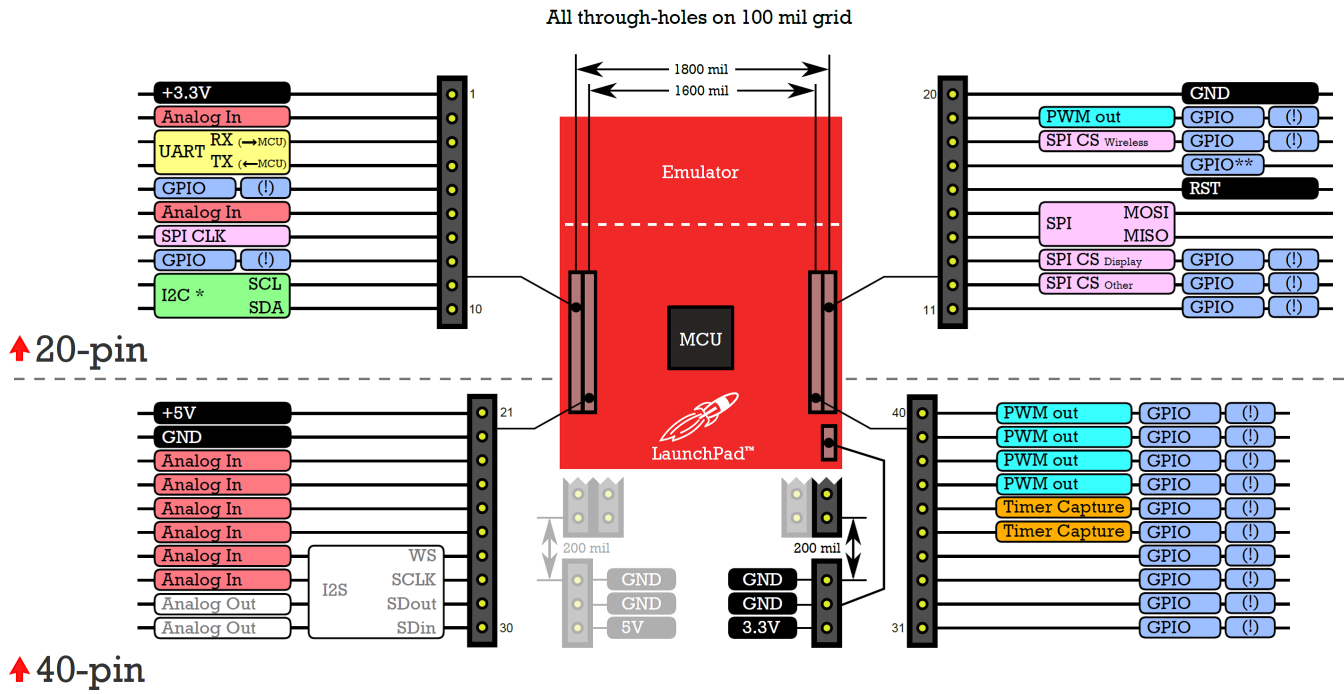 All through-holes on 100 mil grid
1800 mil
1600 mil
+3.3V 1
Analog In
UART RX (→MCU)
TX (←MCU)
GPIO (!)
Analog In
SPI CLK
GPIO (!)
I2C * SCL
SDA 10
20 GND
PWM out GPIO (!)
SPI CS Wireless GPIO (!)
GPIO**
RST
SPI MOSI
MISO
SPI CS Display GPIO (!)
SPI CS Other GPIO (!)
11 GPIO (!)
Emulator
MCU
LaunchPad™
20-pin
+5V 21
GND
Analog In
Analog In
Analog In
Analog In
Analog In WS
Analog In SCLK
I2S
Analog Out SDout
Analog Out SDin 30
200 mil
GND
GND
5V
200 mil
GND
GND
3.3V
40 PWM out GPIO (!)
PWM out GPIO (!)
PWM out GPIO (!)
PWM out GPIO (!)
Timer Capture GPIO (!)
Timer Capture GPIO (!)
GPIO (!)
GPIO (!)
GPIO (!)
31 GPIO (!)
40-pin